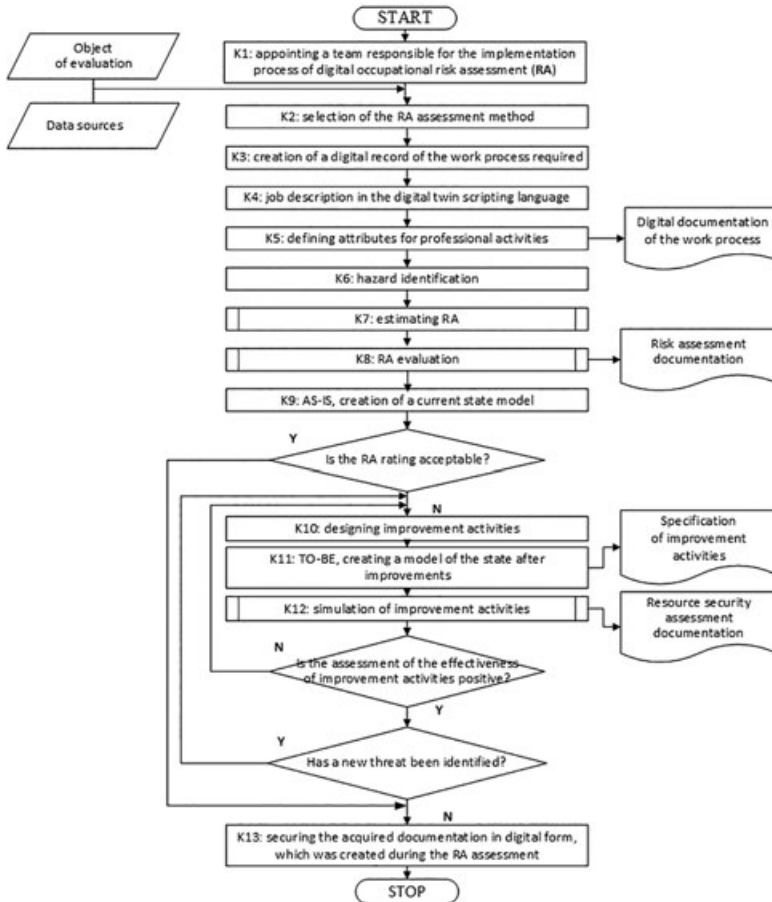 START
Object
of evaluation
K1: appointing a team responsible for the implementation
process of digital occupational risk assessment (RA)
Data sources
K2: selection of the RA assessment method
K3: creation of a digital record of the work process required
K4: job description in the digital twin scripting language
K5: defining attributes for professional activities
Digital documentation
of the work process
K6: hazard identification
K7: estimating RA
K8: RA evaluation
Risk assessment
documentation
K9: AS-IS, creation of a current state model
Y
Is the RA rating acceptable?
N
K10: designing improvement activities
Specification
of improvement
activities
K11: TO-BE, creating a model of the state after
improvements
K12: simulation of improvement activities
Resource security
assessment
documentation
N
Is the assessment of the effectiveness
of improvement activities positive?
Y
Y
Has a new threat been identified?
N
K13: securing the acquired documentation in digital form,
which was created during the RA assessment
STOP